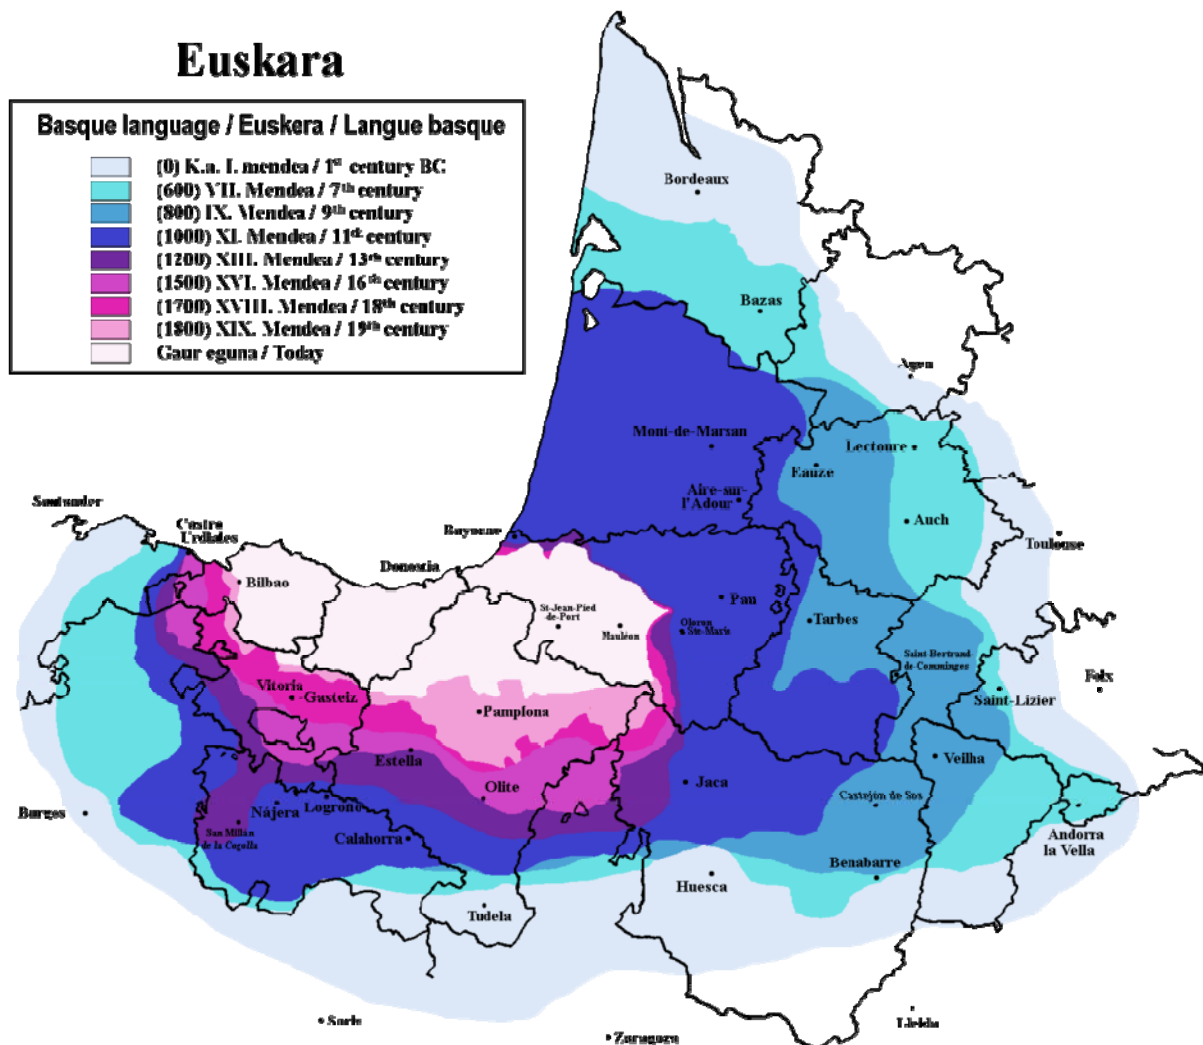 Euskara
Basque language / Euskera / Langue basque
(0) K.a. I. mendea / 1st century BC
(600) VII. Mendea / 7th century
(800) IX. Mendea / 9th century
(1000) XI. Mendea / 11th century
(1200) XIII. Mendea / 13th century
(1500) XVI. Mendea / 16th century
(1700) XVIII. Mendea / 18th century
(1800) XIX. Mendea / 19th century
Gaur eguna / Today
Bordeaux
Bazas
Agen
Mont-de-Marsan
Lectoure
Eauze
Aire-sur-
l'Adour
Santander
Castro
Urdiales
Bayonne
Auch
Toulouse
Donostia
Bilbao
St-Jean-Pied
de-Port
Mauléon
Pau
Oloron
Ste-Marie
Tarbes
Saint-Bertrand
de-Comminges
Foix
Saint-Lizier
Vitoria
-Gasteiz
Pamplona
Estella
Olite
Jaca
Veilha
Castejón de Sos
Burgos
Nájera
Logroño
San Millán
de la Cogolla
Calahorra
Andorra
la Vella
Benabarre
Huesca
Tudela
Soria
Zaragoza
Lleida